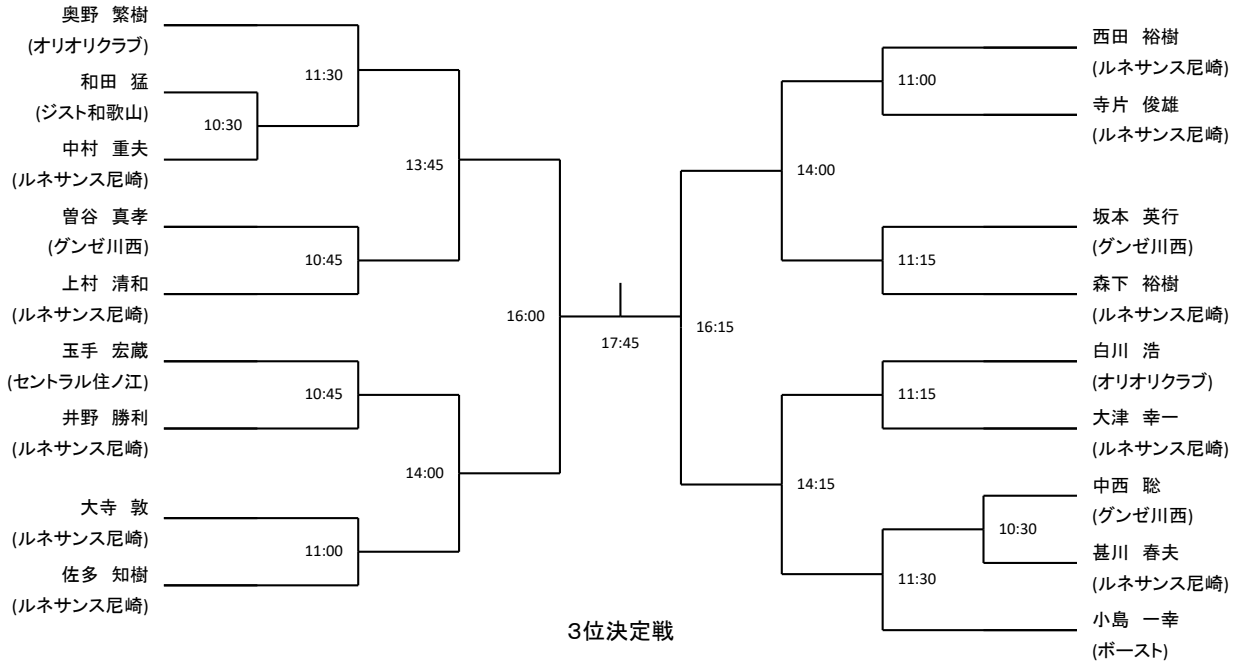 奥野 繁樹
(オリオリクラブ)
和田 猛
(ジスト和歌山)
中村 重夫
(ルネサンス尼崎)
曽谷 真孝
(グンゼ川西)
上村 清和
(ルネサンス尼崎)
玉手 宏蔵
(セントラル住ノ江)
井野 勝利
(ルネサンス尼崎)
大寺 敦
(ルネサンス尼崎)
佐多 知樹
(ルネサンス尼崎)
11:30
10:30
13:45
10:45
16:00
10:45
14:00
11:00
17:45
16:15
11:00
14:00
11:15
11:15
14:15
10:30
11:30
西田 裕樹
(ルネサンス尼崎)
寺片 俊雄
(ルネサンス尼崎)
坂本 英行
(グンゼ川西)
森下 裕樹
(ルネサンス尼崎)
白川 浩
(オリオリクラブ)
大津 幸一
(ルネサンス尼崎)
中西 聡
(グンゼ川西)
甚川 春夫
(ルネサンス尼崎)
小島 一幸
(ボースト)
3位決定戦